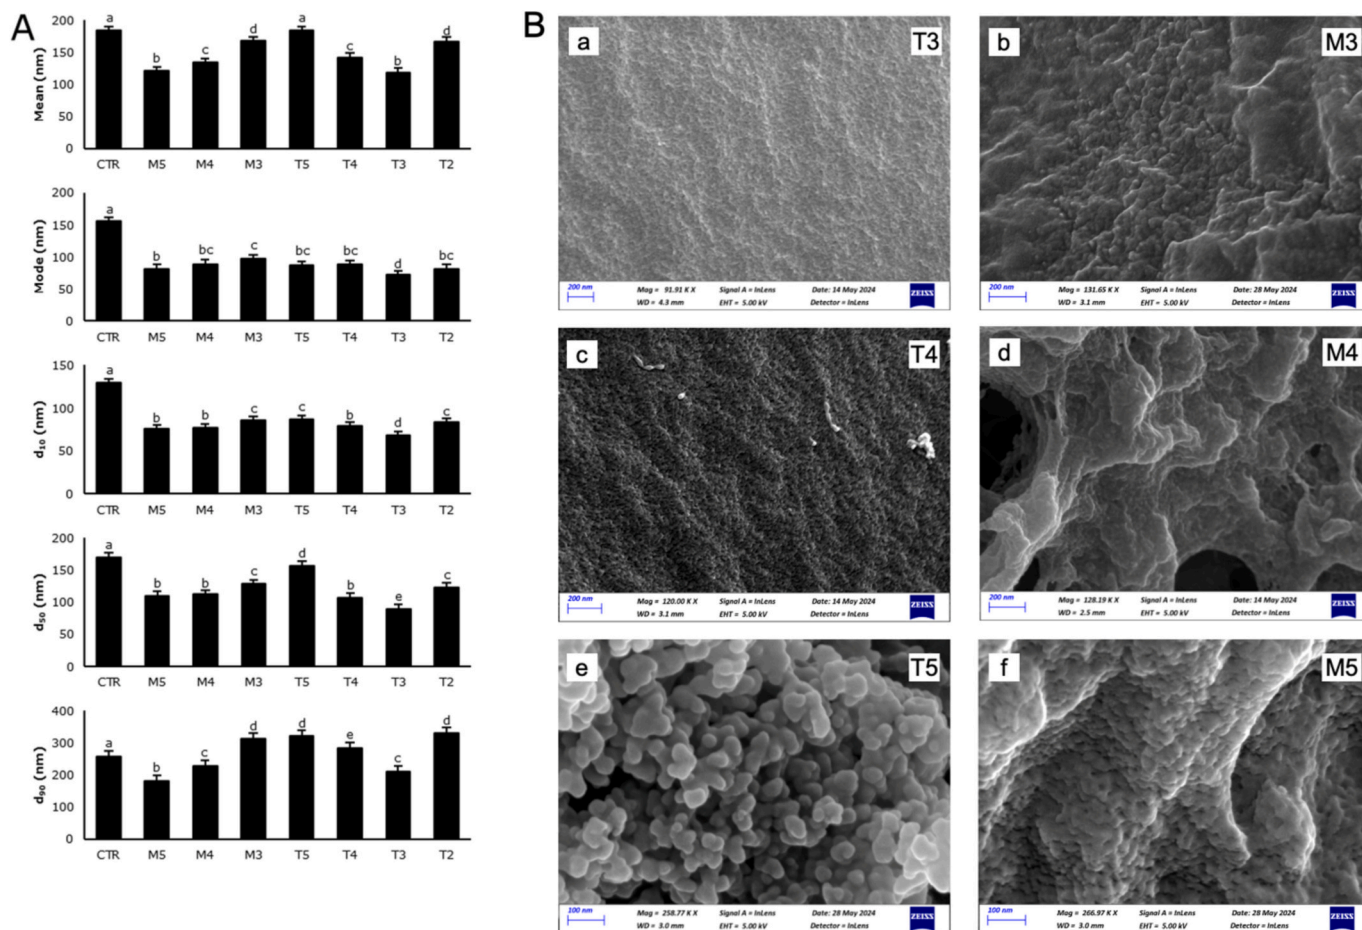 A
Mean (nm)
200
150
100
50
0
a
b
c
d
a
c
b
d
CTR M5 M4 M3 T5 T4 T3 T2
Mode (nm)
200
150
100
50
0
a
b
bc
c
bc
bc
d
bc
CTR M5 M4 M3 T5 T4 T3 T2
d10 (nm)
150
100
50
0
a
b
b
c
c
b
d
c
CTR M5 M4 M3 T5 T4 T3 T2
d50 (nm)
200
150
100
50
0
a
b
b
c
d
b
e
c
CTR M5 M4 M3 T5 T4 T3 T2
d90 (nm)
400
300
200
100
0
a
b
c
d
d
e
c
d
CTR M5 M4 M3 T5 T4 T3 T2
B
a
T3
200 nm Mag = 91.91 K X Signal A = InLens Date: 14 May 2024
WD = 4.3 mm EHT = 5.00 kV Detector = InLens
ZEISS
b
M3
200 nm Mag = 131.65 K X Signal A = InLens Date: 28 May 2024
WD = 3.1 mm EHT = 5.00 kV Detector = InLens
ZEISS
c
T4
200 nm Mag = 120.00 K X Signal A = InLens Date: 14 May 2024
WD = 3.1 mm EHT = 5.00 kV Detector = InLens
ZEISS
d
M4
200 nm Mag = 128.19 K X Signal A = InLens Date: 28 May 2024
WD = 2.5 mm EHT = 5.00 kV Detector = InLens
ZEISS
e
T5
100 nm Mag = 258.77 K X Signal A = InLens Date: 28 May 2024
WD = 3.0 mm EHT = 5.00 kV Detector = InLens
ZEISS
f
M5
100 nm Mag = 266.97 K X Signal A = InLens Date: 28 May 2024
WD = 3.0 mm EHT = 5.00 kV Detector = InLens
ZEISS